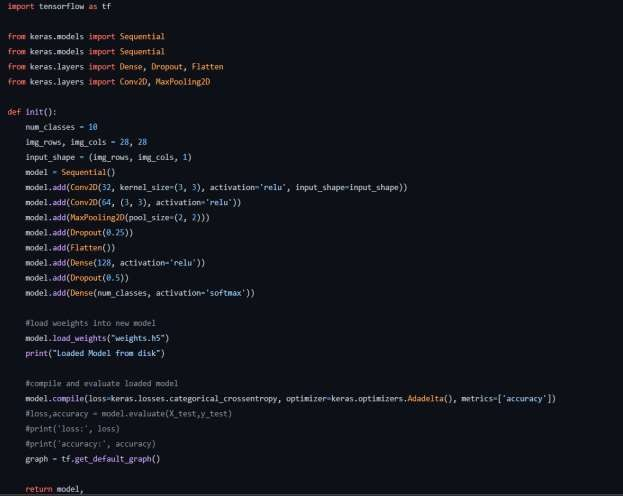 import tensorflow as tf
from keras.models import Sequential
from keras.models import Sequential
from keras.layers import Dense, Dropout, Flatten
from keras.layers import Conv2D, MaxPooling2D
def init():
num_classes = 10
img_rows, img_cols = 28, 28
input_shape = (img_rows, img_cols, 1)
model = Sequential()
model.add(Conv2D(32, kernel_size=(3, 3), activation='relu', input_shape=input_shape))
model.add(Conv2D(64, (3, 3), activation='relu'))
model.add(MaxPooling2D(pool_size=(2, 2)))
model.add(Dropout(0.25))
model.add(Flatten())
model.add(Dense(128, activation='relu'))
model.add(Dropout(0.5))
model.add(Dense(num_classes, activation='softmax'))
#load woeights into new model
model.load_weights("weights.h5")
print("Loaded Model from disk")
#compile and evaluate loaded model
model.compile(loss=keras.losses.categorical_crossentropy, optimizer=keras.optimizers.Adadelta(), metrics=['accuracy'])
#loss,accuracy = model.evaluate(X_test,y_test)
#print('loss:', loss)
#print('accuracy:', accuracy)
graph = tf.get_default_graph()
return model,